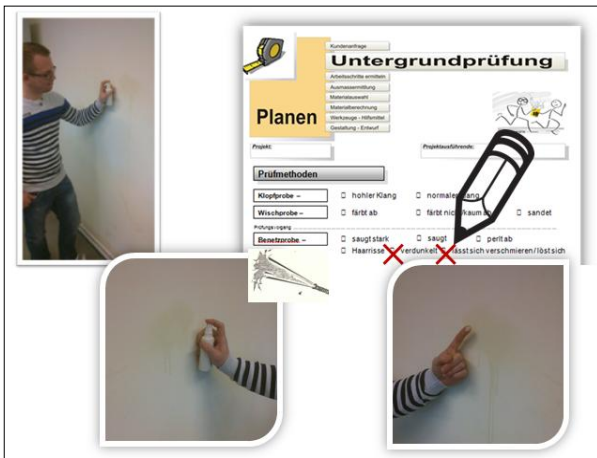 Kundenanfrage
Untergrundprüfung
Arbeitsschritte ermitteln
Ausmassermittlung
Materialauswahl
Materialberechnung
Werkzeuge - Hilfsmittel
Gestaltung - Entwurf
Planen
Projekt:
Projektausführende:
Prüfmethoden
Klopfprobe – hohler Klang
Wischprobe – färbt ab färbt nicht/kaum ab sandet
Prüfungsvorgang
Benetzprobe – saugt stark saugt perlt ab
Haarrisse verdunkelt lässt sich verschmieren/löst sich